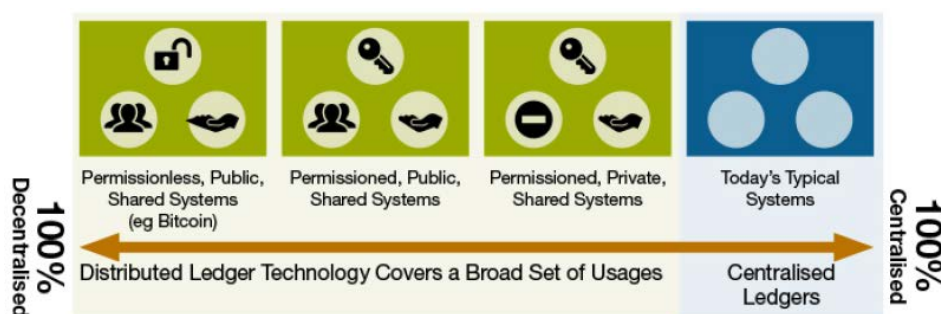 Permissionless, Public,
Shared Systems
(eg Bitcoin)
Permissioned, Public,
Shared Systems
Permissioned, Private,
Shared Systems
Today's Typical
Systems
100%
Decentralised
100%
Centralised
Distributed Ledger Technology Covers a Broad Set of Usages
Centralised
Ledgers